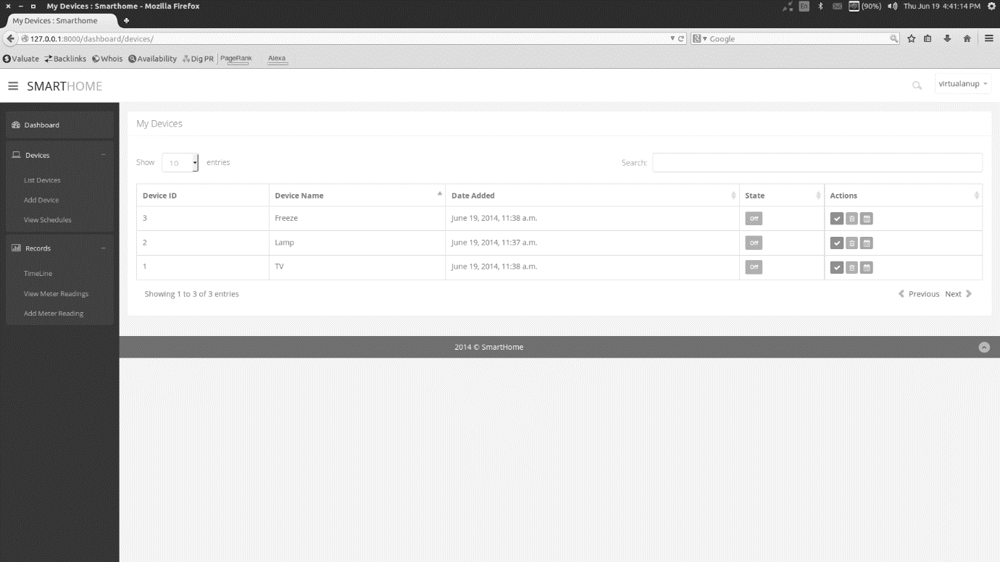 My Devices : Smarthome - Mozilla Firefox
En (90%) Thu Jun 19 4:41:14 PM
My Devices : Smarthome
127.0.0.1:8000/dashboard/devices/ Google
Valuate Backlinks Whois Availability Dig PR PageRank Alexa
SMARTHOME virtualanup
Dashboard
Devices
List Devices
Add Device
View Schedules
Records
TimeLine
View Meter Readings
Add Meter Reading
My Devices
Show 10 entries Search:
Device ID Device Name Date Added State Actions
3 Freeze June 19, 2014, 11:38 a.m. Off
2 Lamp June 19, 2014, 11:37 a.m. Off
1 TV June 19, 2014, 11:38 a.m. Off
Showing 1 to 3 of 3 entries Previous Next
2014 © SmartHome